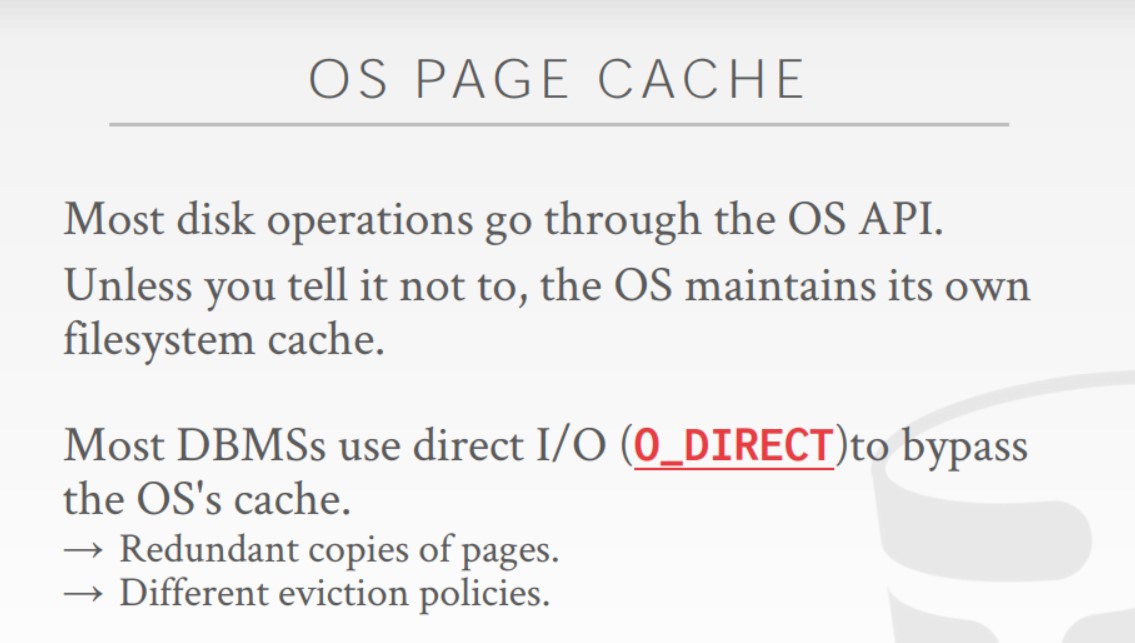 OS PAGE CACHE
Most disk operations go through the OS API.
Unless you tell it not to, the OS maintains its own
filesystem cache.
Most DBMSs use direct I/O (O_DIRECT)to bypass
the OS's cache.
→ Redundant copies of pages.
→ Different eviction policies.